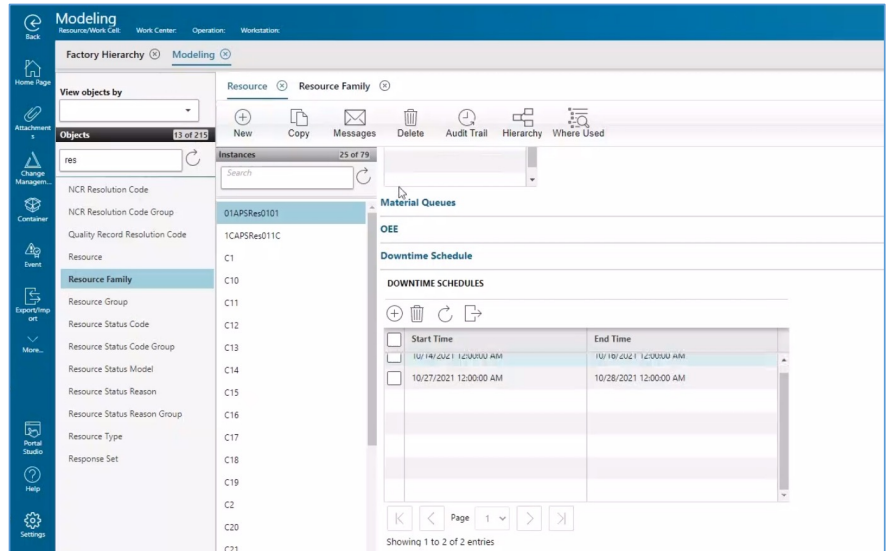 Back
Modeling
Resource/Work Cell: Work Center: Operation: Workstation:
Factory Hierarchy Modeling
Home Page
Attachment
s
Change
Managem...
Container
Event
Export/Imp
ort
More...
Portal
Studio
Help
Settings
View objects by
Objects 13 of 215
res
NCR Resolution Code
NCR Resolution Code Group
Quality Record Resolution Code
Resource
Resource Family
Resource Group
Resource Status Code
Resource Status Code Group
Resource Status Model
Resource Status Reason
Resource Status Reason Group
Resource Type
Response Set
Resource Resource Family
New Copy Messages Delete Audit Trail Hierarchy Where Used
Instances 25 of 79
Search
01APSRes0101
1CAPSRes011C
C1
C10
C11
C12
C13
C14
C15
C16
C17
C18
C19
C2
C20
C21
Material Queues
OEE
Downtime Schedule
DOWNTIME SCHEDULES
Start Time End Time
10/14/2021 12:00:00 AM 10/16/2021 12:00:00 AM
10/27/2021 12:00:00 AM 10/28/2021 12:00:00 AM
Page 1
Showing 1 to 2 of 2 entries